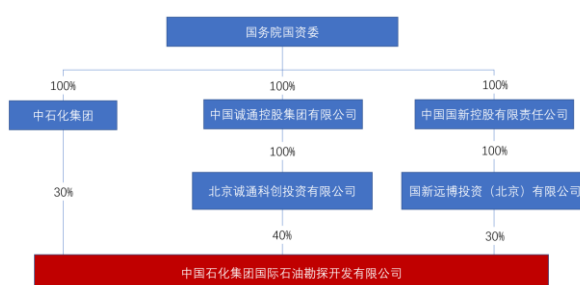 国务院国资委
100%
100%
100%
中石化集团
中国诚通控股集团有限公司
中国国新控股有限责任公司
100%
100%
30%
北京诚通科创投资有限公司
国新远博投资（北京）有限公司
40%
30%
中国石化集团国际石油勘探开发有限公司